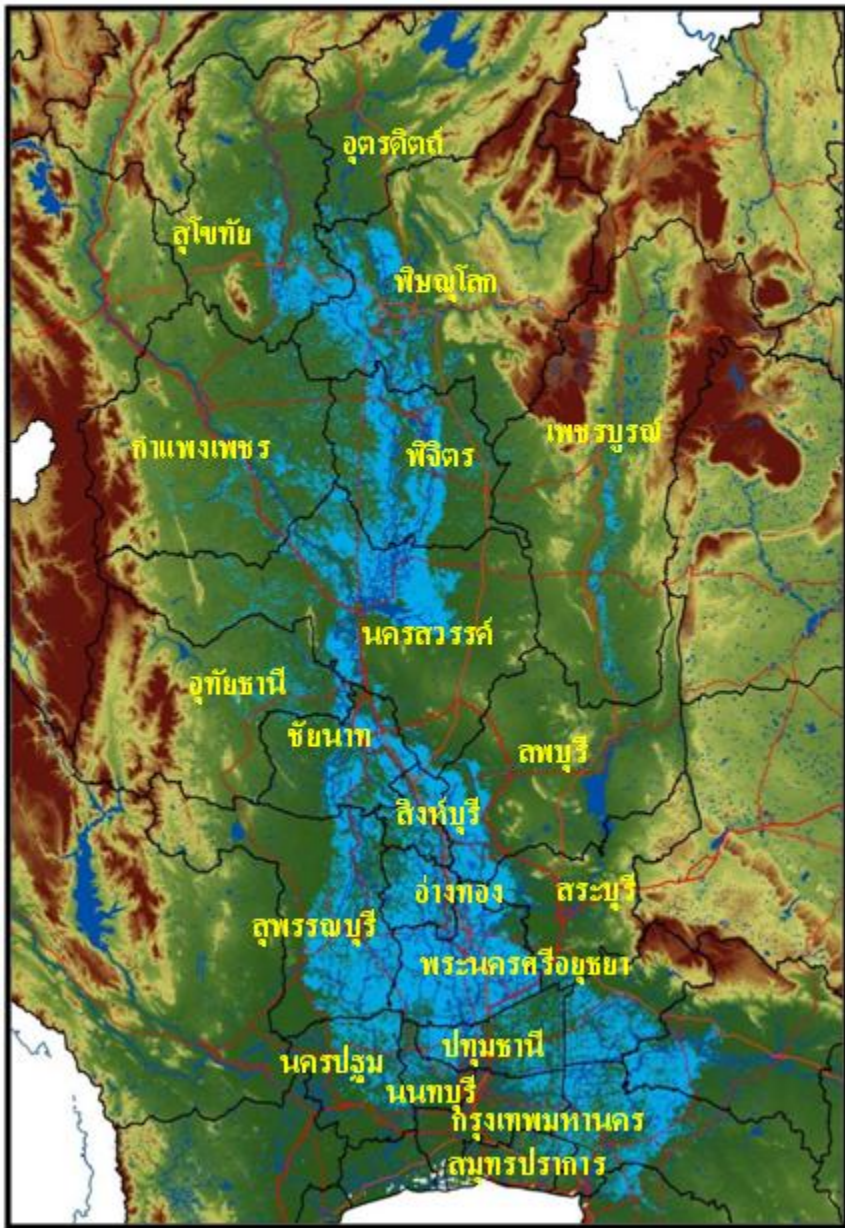 อุตรดิตถ์
สุโขทัย
พิษณุโลก
กำแพงเพชร
พิจิตร
เพชรบูรณ์
นครสวรรค์
อุทัยธานี
ชัยนาท
ลพบุรี
สิงห์บุรี
อ่างทอง
สระบุรี
สุพรรณบุรี
พระนครศรีอยุธยา
ปทุมธานี
นครปฐม
นนทบุรี
กรุงเทพมหานคร
สมุทรปราการ